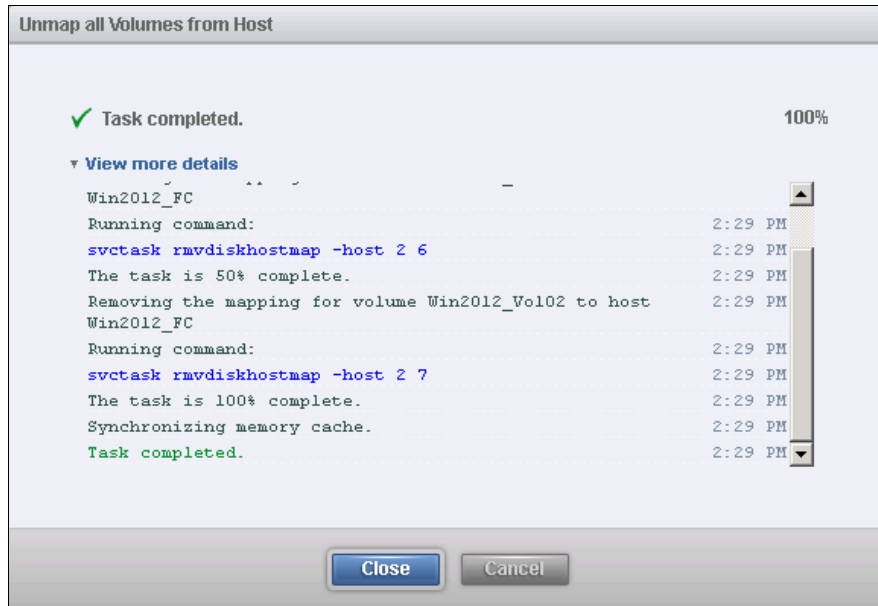 Unmap all Volumes from Host
Task completed. 100%
View more details
Win2012_FC
Running command: 2:29 PM
svctask rmvdiskhostmap -host 2 6 2:29 PM
The task is 50% complete. 2:29 PM
Removing the mapping for volume Win2012_Vol02 to host 2:29 PM
Win2012_FC
Running command: 2:29 PM
svctask rmvdiskhostmap -host 2 7 2:29 PM
The task is 100% complete. 2:29 PM
Synchronizing memory cache. 2:29 PM
Task completed. 2:29 PM
Close Cancel